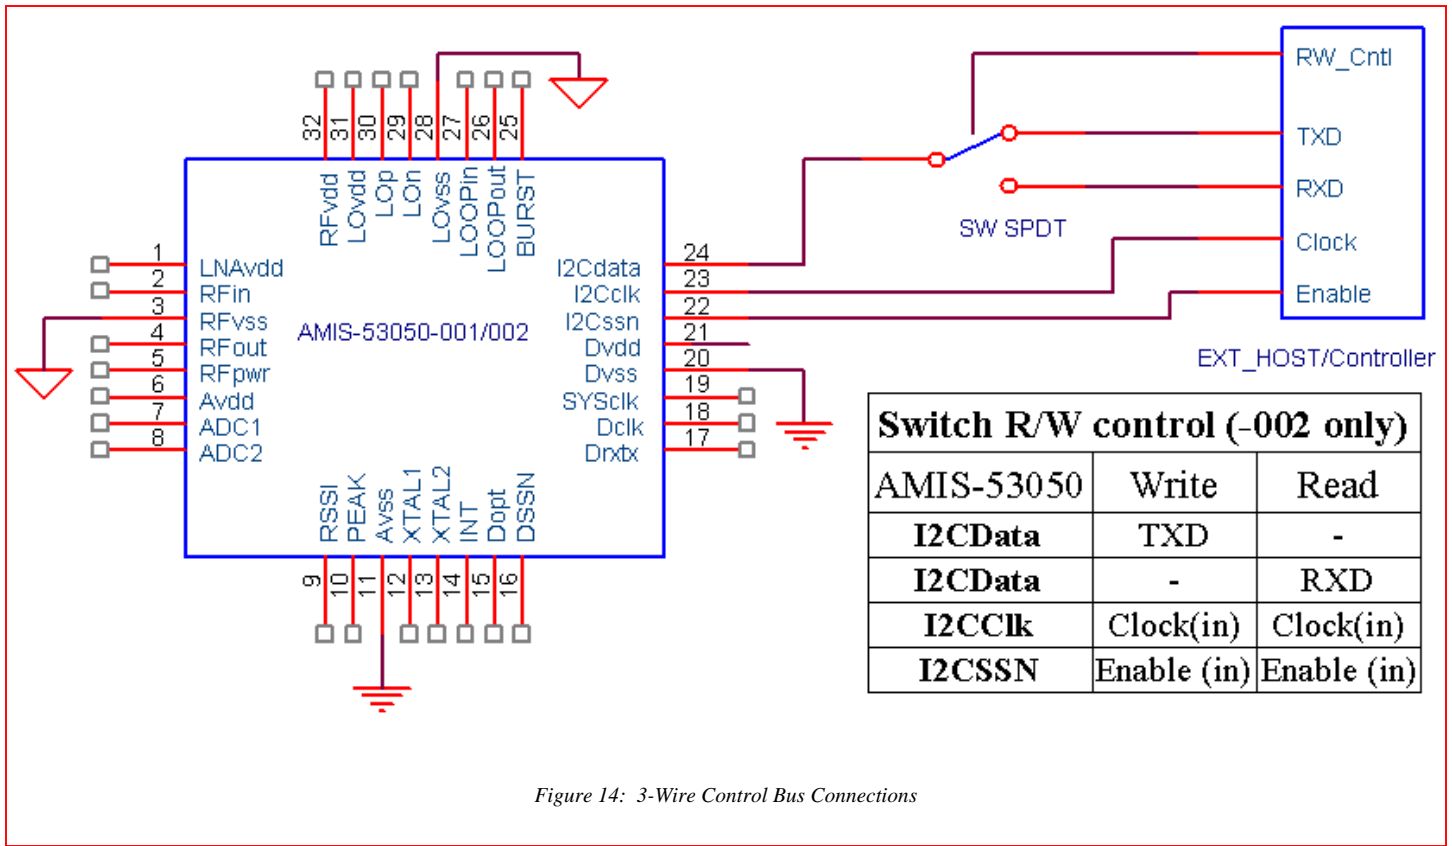 RW_Cntl
TXD
RXD
Clock
Enable
EXT_HOST/Controller
SW SPDT
32 31 30 29 28 27 26 25
RFvdd LOvdd LOp LOn LOvss LOOPin LOOPout BURST
1 LNAvdd
2 RFin
3 RFvss
4 RFout
5 RFpwr
6 Avdd
7 ADC1
8 ADC2
AMIS-53050-001/002
I2Cdata 24
I2Cclk 23
I2Cssn 22
Dvdd 21
Dvss 20
SYSclk 19
Dclk 18
Drxtx 17
RSSI PEAK Avss XTAL1 XTAL2 INT Dopt DSSN
9 10 11 12 13 14 15 16
Switch R/W control (-002 only)
AMIS-53050 Write Read
I2CData TXD -
I2CData - RXD
I2CClk Clock(in) Clock(in)
I2CSSN Enable (in) Enable (in)
Figure 14: 3-Wire Control Bus Connections